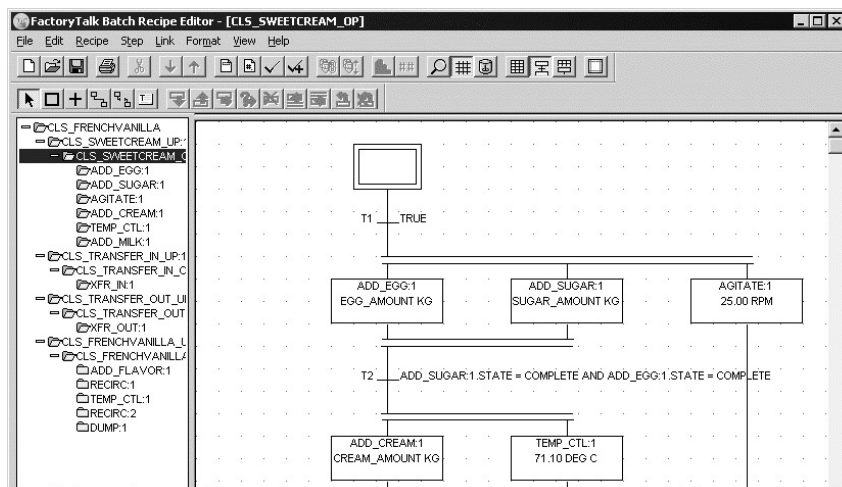 FactoryTalk Batch Recipe Editor - [CLS_SWEETCREAM_OP]
File Edit Recipe Step Link Format View Help
CLS_FRENCHVANILLA
CLS_SWEETCREAM_UP:
CLS_SWEETCREAM_
ADD_EGG:1
ADD_SUGAR:1
AGITATE:1
ADD_CREAM:1
TEMP_CTL:1
ADD_MILK:1
CLS_TRANSFER_IN_UP:1
CLS_TRANSFER_IN_C
XFR_IN:1
CLS_TRANSFER_OUT_U
CLS_TRANSFER_OUT
XFR_OUT:1
CLS_FRENCHVANILLA_U
CLS_FRENCHVANILLA
ADD_FLAVOR:1
RECIRC:1
TEMP_CTL:1
RECIRC:2
DUMP:1
T1 TRUE
ADD_EGG:1
EGG_AMOUNT KG
ADD_SUGAR:1
SUGAR_AMOUNT KG
AGITATE:1
25.00 RPM
T2 ADD_SUGAR:1.STATE = COMPLETE AND ADD_EGG:1.STATE = COMPLETE
ADD_CREAM:1
CREAM_AMOUNT KG
TEMP_CTL:1
71.10 DEG C